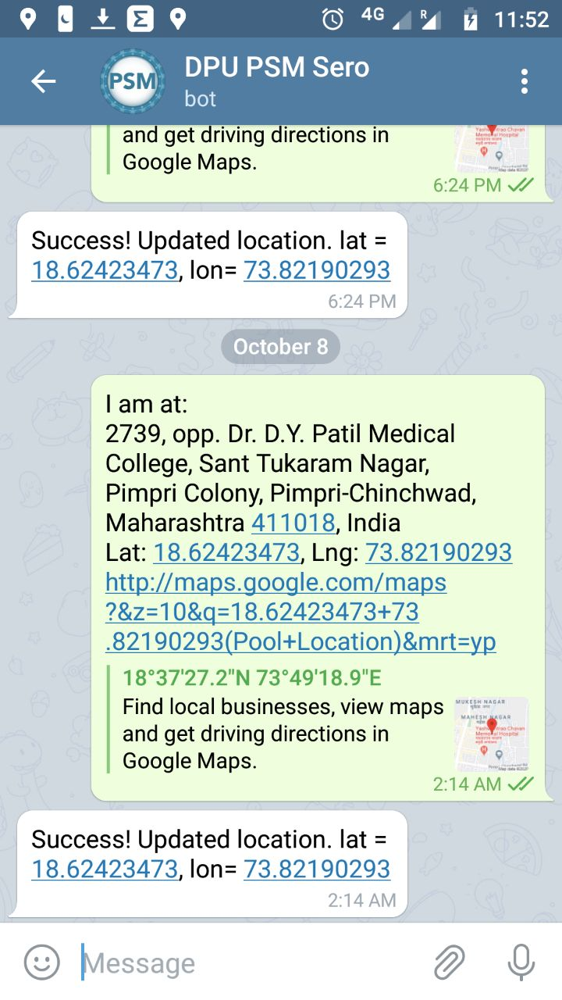 4G R 11:52
PSM
DPU PSM Sero
bot
and get driving directions in
Google Maps.
6:24 PM
Success! Updated location. lat =
18.62423473, lon= 73.82190293
6:24 PM
October 8
I am at:
2739, opp. Dr. D.Y. Patil Medical
College, Sant Tukaram Nagar,
Pimpri Colony, Pimpri-Chinchwad,
Maharashtra 411018, India
Lat: 18.62423473, Lng: 73.82190293
http://maps.google.com/maps
?&z=10&q=18.62423473+73
.82190293(Pool+Location)&mrt=yp
18°37'27.2"N 73°49'18.9"E
Find local businesses, view maps
and get driving directions in
Google Maps.
MUKESH NAGAR
MAHESH NAGAR
Memorial Hospital
2:14 AM
Success! Updated location. lat =
18.62423473, lon= 73.82190293
2:14 AM
Message